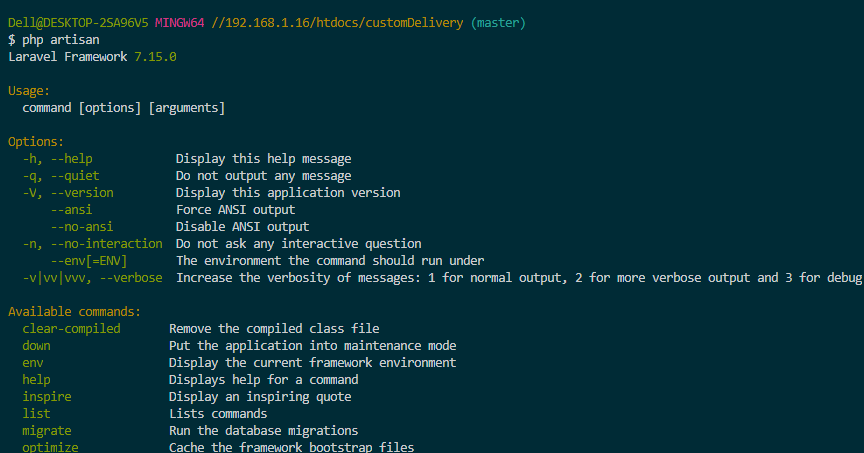 Dell@DESKTOP-2SA96V5 MINGW64 //192.168.1.16/htdocs/customDelivery (master)
$ php artisan
Laravel Framework 7.15.0
Usage:
command [options] [arguments]
Options:
-h, --help Display this help message
-q, --quiet Do not output any message
-V, --version Display this application version
--ansi Force ANSI output
--no-ansi Disable ANSI output
-n, --no-interaction Do not ask any interactive question
--env[=ENV] The environment the command should run under
-v|vv|vvv, --verbose Increase the verbosity of messages: 1 for normal output, 2 for more verbose output and 3 for debug
Available commands:
clear-compiled Remove the compiled class file
down Put the application into maintenance mode
env Display the current framework environment
help Displays help for a command
inspire Display an inspiring quote
list Lists commands
migrate Run the database migrations
optimize Cache the framework bootstrap files